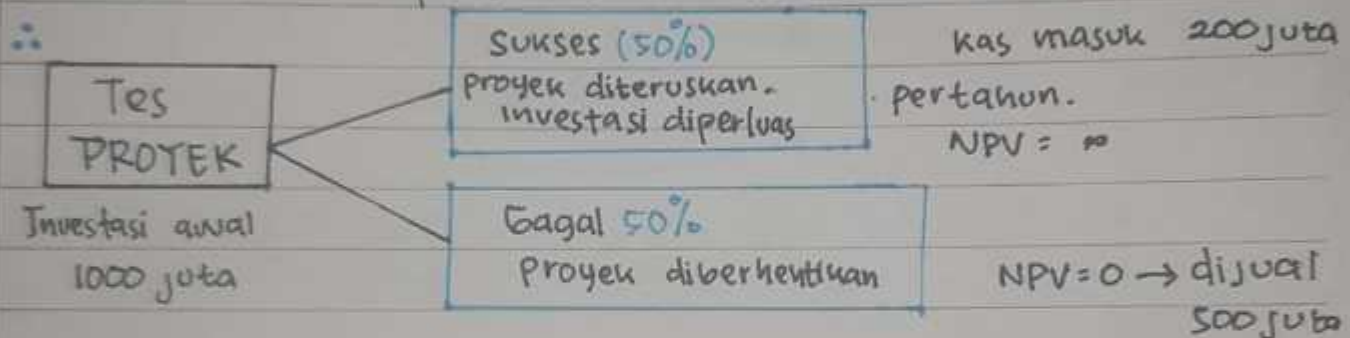 ∴
Tes
PROYEK
Investasi awal
1000 juta
Sukses (50%)
proyek diteruskan.
investasi diperluas
kas masuk 200 juta
pertahun.
NPV = ∞
Gagal 50%
Proyek diberhentikan
NPV = 0 → dijual
500 juta